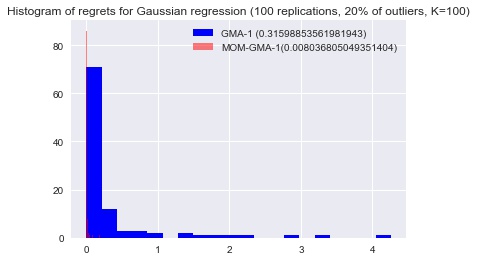 Histogram of regrets for Gaussian regression (100 replications, 20% of outliers, K=100)
GMA-1 (0.31598853561981943)
MOM-GMA-1(0.008036805049351404)
80
60
40
20
0
0 1 2 3 4